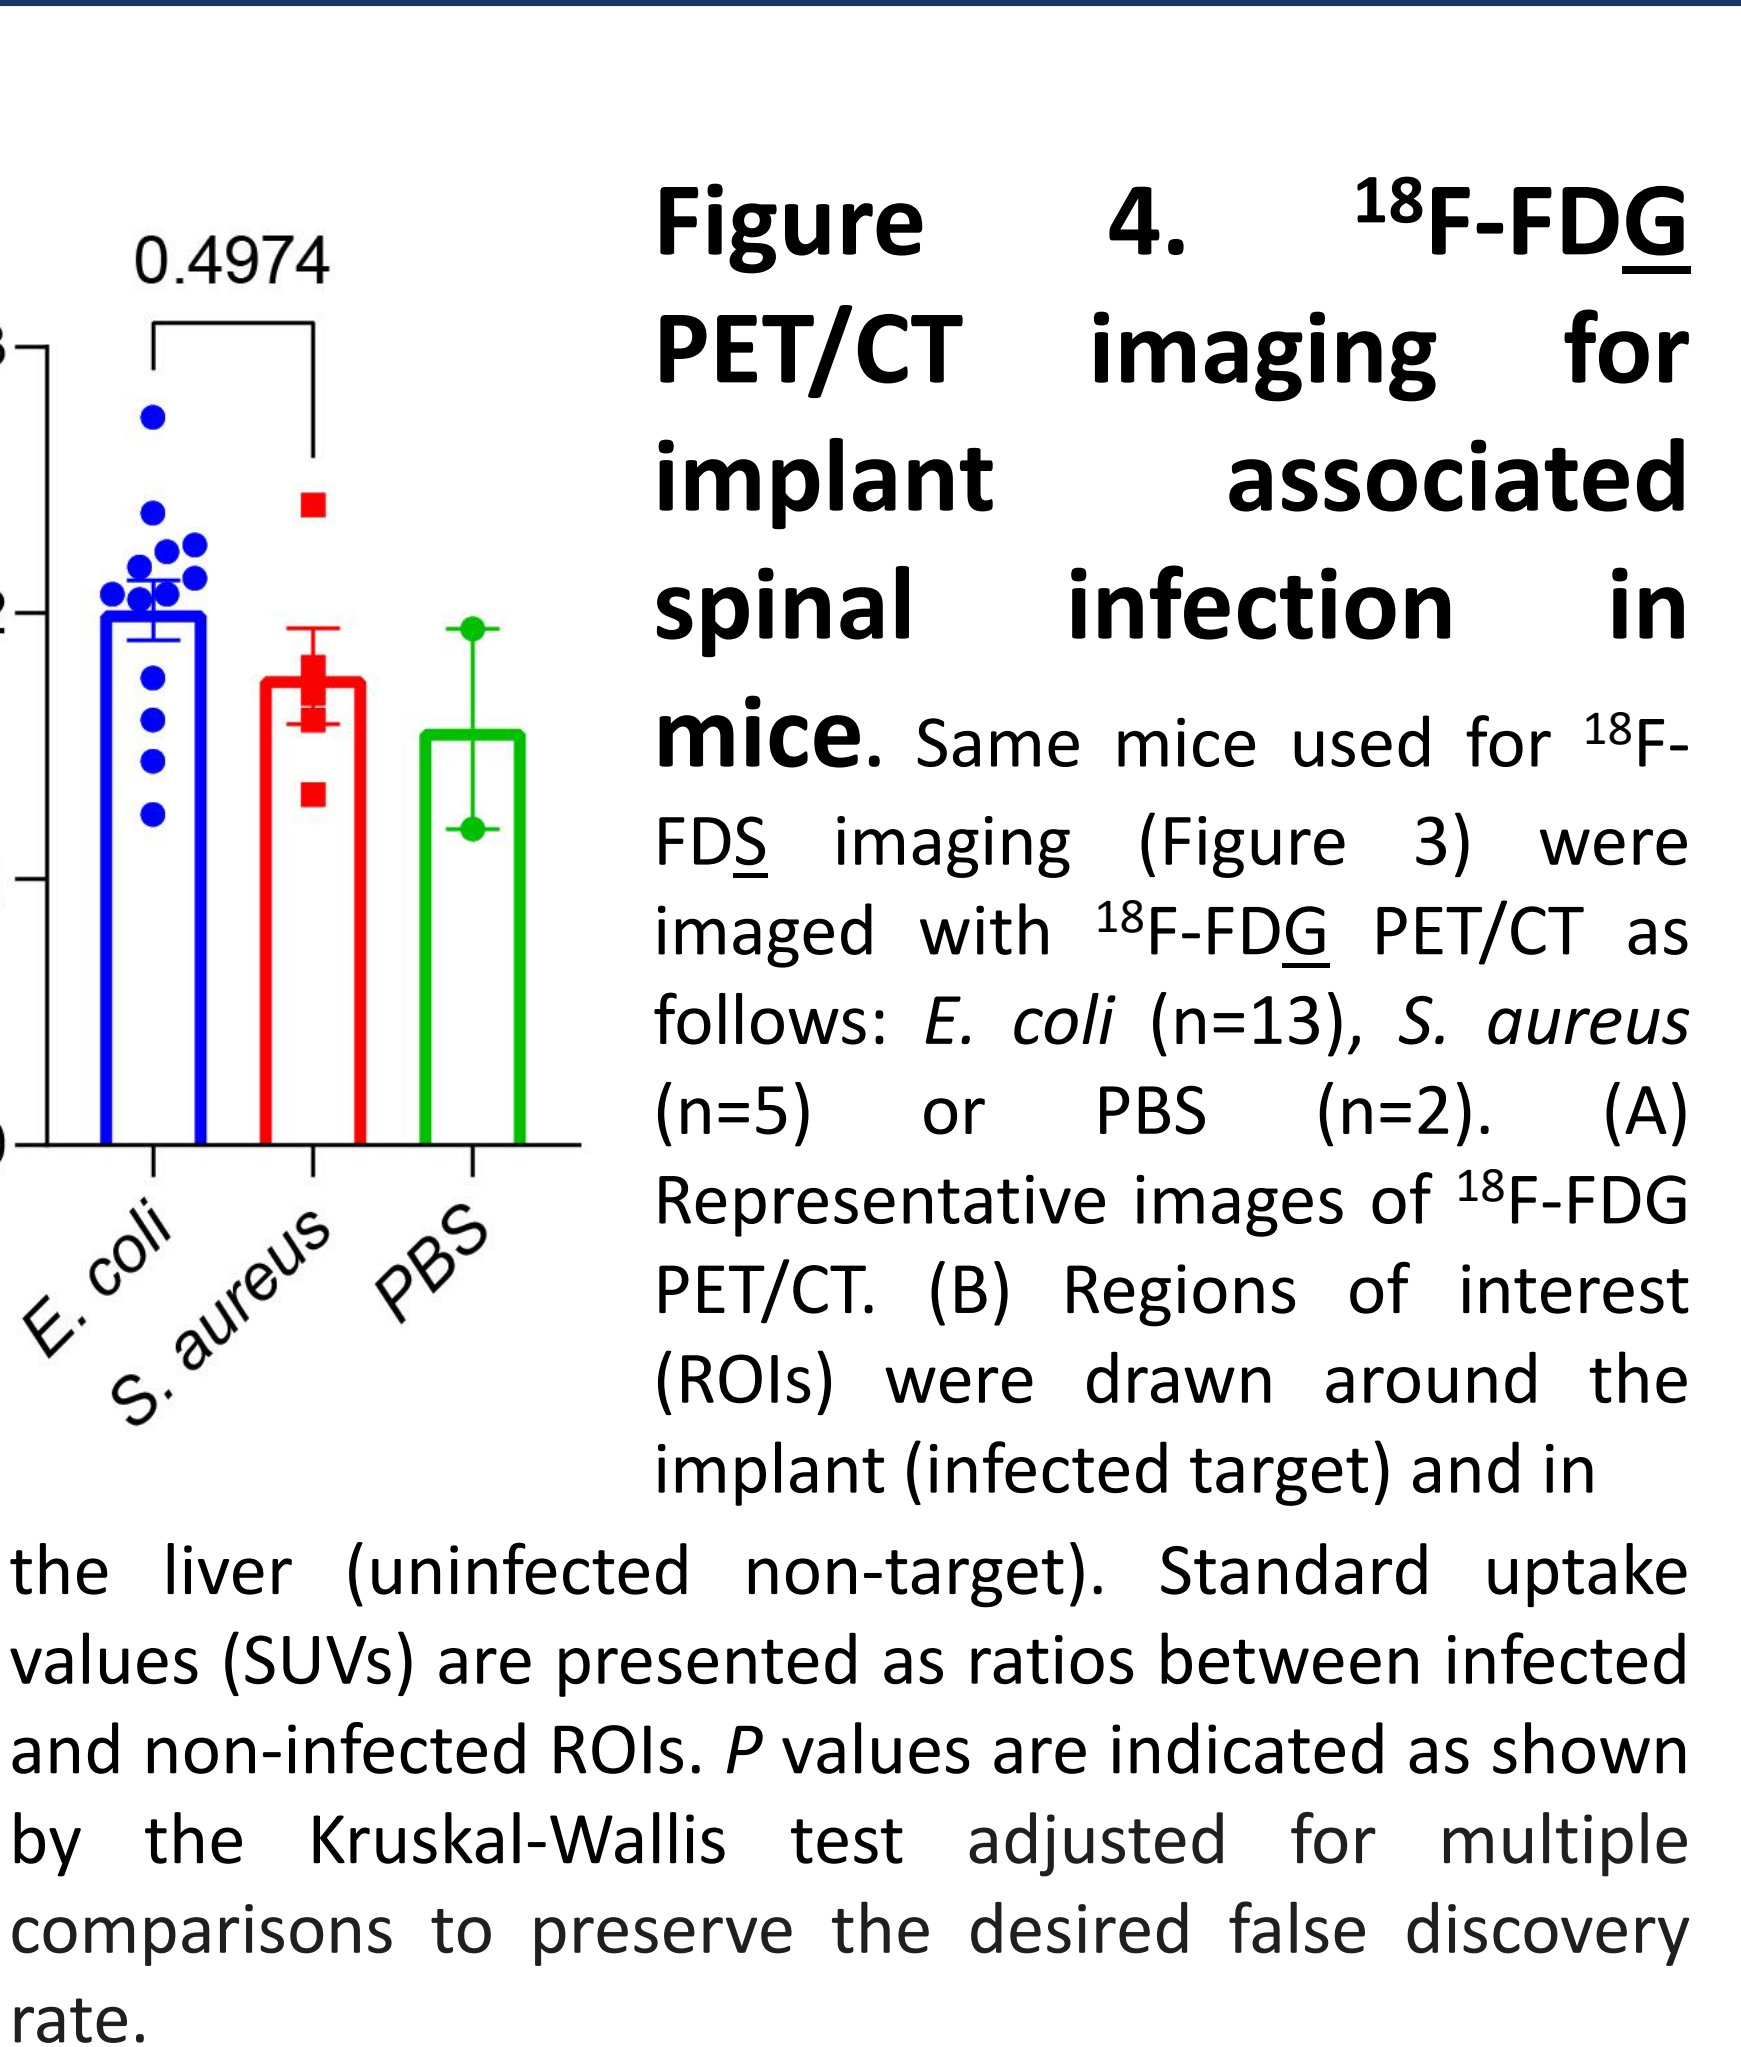 0.4974
E. coli
S. aureus
PBS
Figure 4. ¹⁸F-FDG
PET/CT imaging for
implant associated
spinal infection in
mice. Same mice used for ¹⁸F-
FDS imaging (Figure 3) were
imaged with ¹⁸F-FDG PET/CT as
follows: E. coli (n=13), S. aureus
(n=5) or PBS (n=2). (A)
Representative images of ¹⁸F-FDG
PET/CT. (B) Regions of interest
(ROIs) were drawn around the
implant (infected target) and in
the liver (uninfected non-target). Standard uptake
values (SUVs) are presented as ratios between infected
and non-infected ROIs. P values are indicated as shown
by the Kruskal-Wallis test adjusted for multiple
comparisons to preserve the desired false discovery
rate.